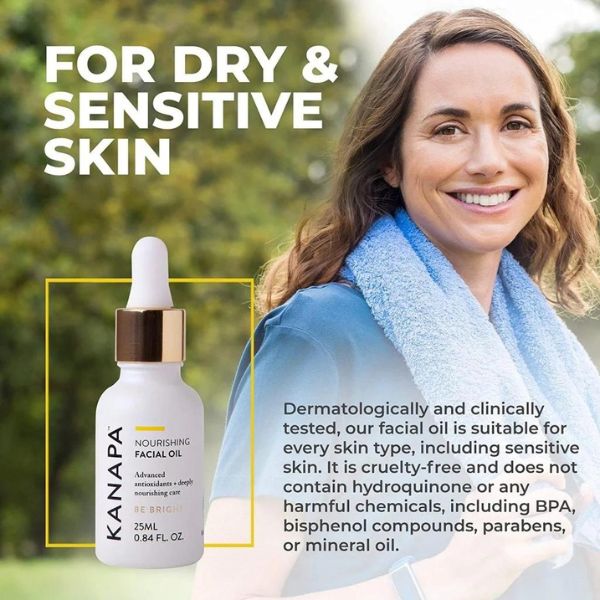 FOR DRY &
SENSITIVE
SKIN
KANAPA™
NOURISHING
FACIAL OIL
Advanced
antioxidants + deeply
nourishing care
BE BRIGHT
25ML
0.84 FL. OZ.
Dermatologically and clinically
tested, our facial oil is suitable for
every skin type, including sensitive
skin. It is cruelty-free and does not
contain hydroquinone or any
harmful chemicals, including BPA,
bisphenol compounds, parabens,
or mineral oil.